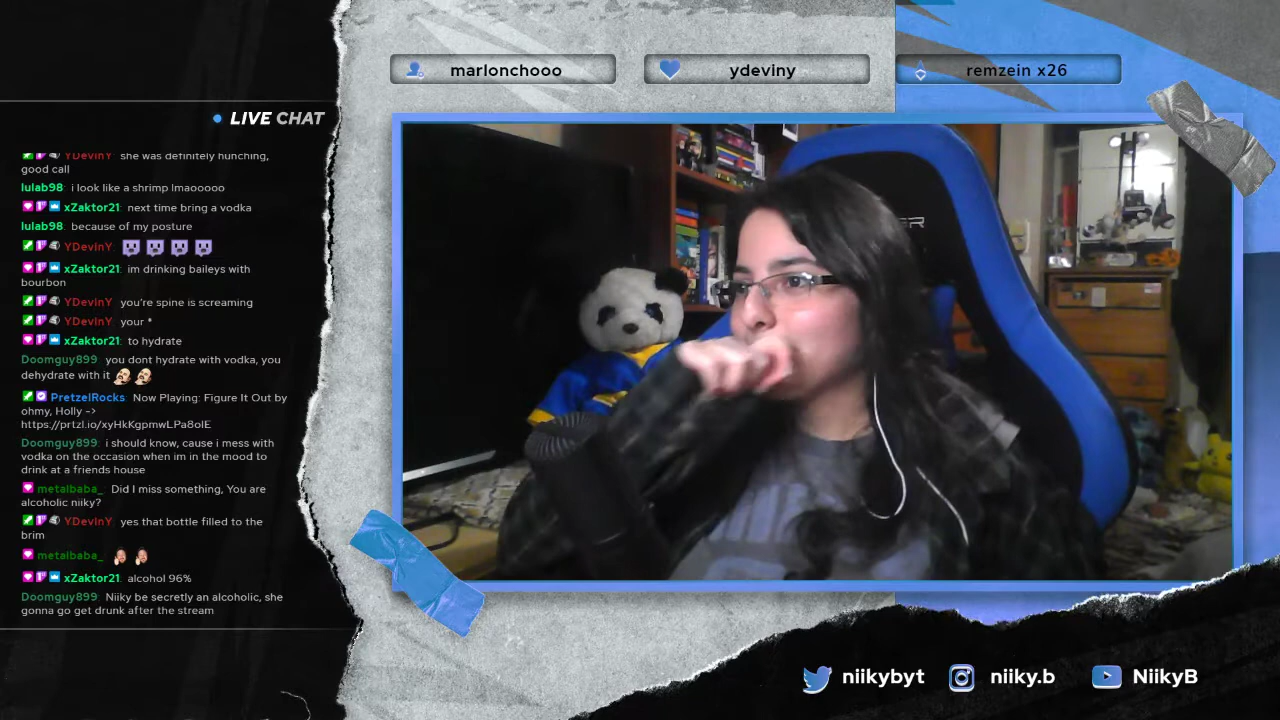 marlonchooo
ydeviny
remzein x26
LIVE CHAT
YDevinY: she was definitely hunching,
good call
lulab98: i look like a shrimp lmaooooo
xZaktor21: next time bring a vodka
lulab98: because of my posture
YDevinY:
xZaktor21: im drinking baileys with
bourbon
YDevinY: you're spine is screaming
YDevinY: your *
xZaktor21: to hydrate
Doomguy899: you dont hydrate with vodka, you
dehydrate with it
PretzelRocks: Now Playing: Figure It Out by
ohmy, Holly ->
https://prtzl.io/xyHkKgpmwLPa8olE
Doomguy899: i should know, cause i mess with
vodka on the occasion when im in the mood to
drink at a friends house
metalbaba_: Did I miss something, You are
alcoholic niiky?
YDevinY: yes that bottle filled to the
brim
metalbaba_:
xZaktor21: alcohol 96%
Doomguy899: Niiky be secretly an alcoholic, she
gonna go get drunk after the stream
niikybyt
niiky.b
NiikyB